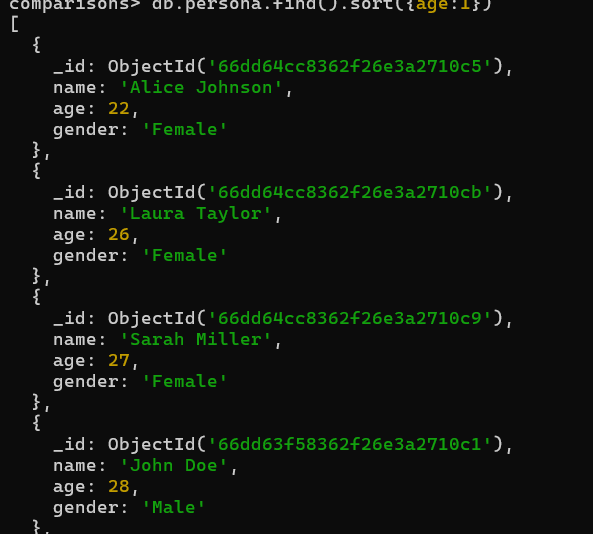 comparisons> db.persona.find().sort({age:1})
[
  {
    _id: ObjectId('66dd64cc8362f26e3a2710c5'),
    name: 'Alice Johnson',
    age: 22,
    gender: 'Female'
  },
  {
    _id: ObjectId('66dd64cc8362f26e3a2710cb'),
    name: 'Laura Taylor',
    age: 26,
    gender: 'Female'
  },
  {
    _id: ObjectId('66dd64cc8362f26e3a2710c9'),
    name: 'Sarah Miller',
    age: 27,
    gender: 'Female'
  },
  {
    _id: ObjectId('66dd63f58362f26e3a2710c1'),
    name: 'John Doe',
    age: 28,
    gender: 'Male'
  },